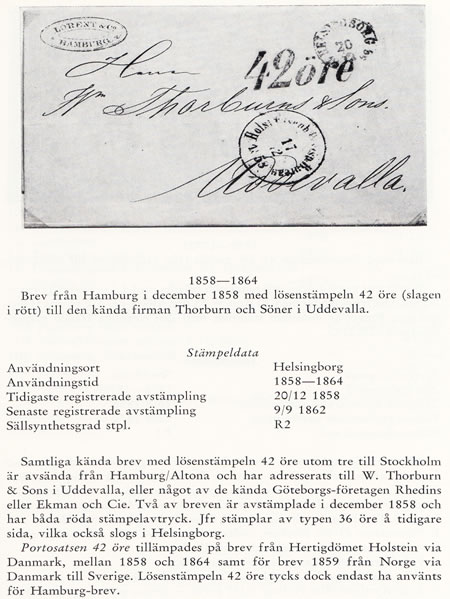 LORENT & Co
HAMBURG
HELSINGBORG
20
42 öre
Herrn
Wm Thorburns & Sons.
17
12
Uddevalla.
1858—1864
Brev från Hamburg i december 1858 med lösenstämpeln 42 öre (slagen
i rött) till den kända firman Thorburn och Söner i Uddevalla.
Stämpeldata
Användningsort Helsingborg
Användningstid 1858—1864
Tidigaste registrerade avstämpling 20/12 1858
Senaste registrerade avstämpling 9/9 1862
Sällsynthetsgrad stpl. R2
Samtliga kända brev med lösenstämpeln 42 öre utom tre till Stockholm
är avsända från Hamburg/Altona och har adresserats till W. Thorburn
& Sons i Uddevalla, eller något av de kända Göteborgs-företagen Rhedins
eller Ekman och Cie. Två av breven är avstämplade i december 1858 och
har båda röda stämpelavtryck. Jfr stämplar av typen 36 öre å tidigare
sida, vilka också slogs i Helsingborg.
Portosatsen 42 öre tillämpades på brev från Hertigdömet Holstein via
Danmark, mellan 1858 och 1864 samt för brev 1859 från Norge via
Danmark till Sverige. Lösenstämpeln 42 öre tycks dock endast ha använts
för Hamburg-brev.